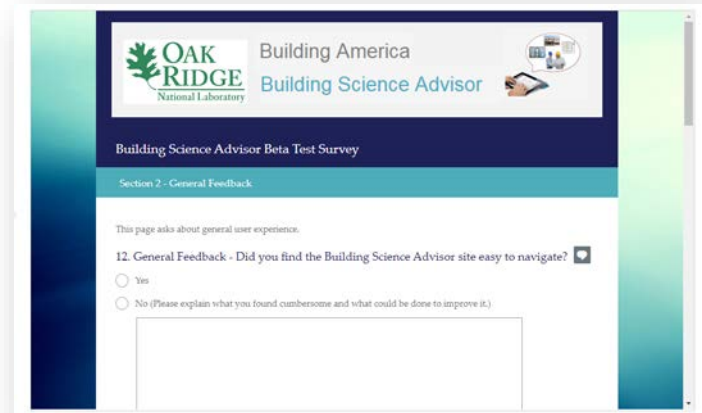 OAK
RIDGE
National Laboratory
Building America
Building Science Advisor
Building Science Advisor Beta Test Survey
Section 2 - General Feedback
This page asks about general user experience.
12. General Feedback - Did you find the Building Science Advisor site easy to navigate?
Yes
No (Please explain what you found cumbersome and what could be done to improve it.)